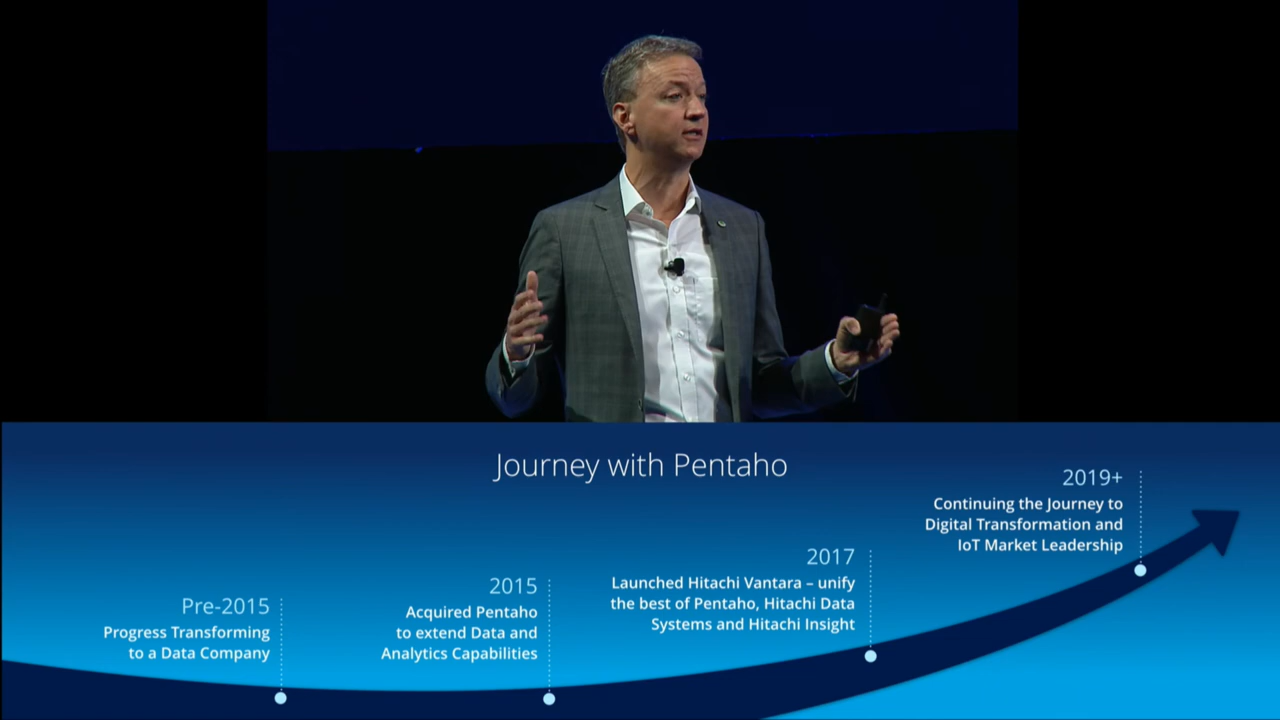 Journey with Pentaho
Pre-2015
Progress Transforming
to a Data Company
2015
Acquired Pentaho
to extend Data and
Analytics Capabilities
2017
Launched Hitachi Vantara – unify
the best of Pentaho, Hitachi Data
Systems and Hitachi Insight
2019+
Continuing the Journey to
Digital Transformation and
IoT Market Leadership